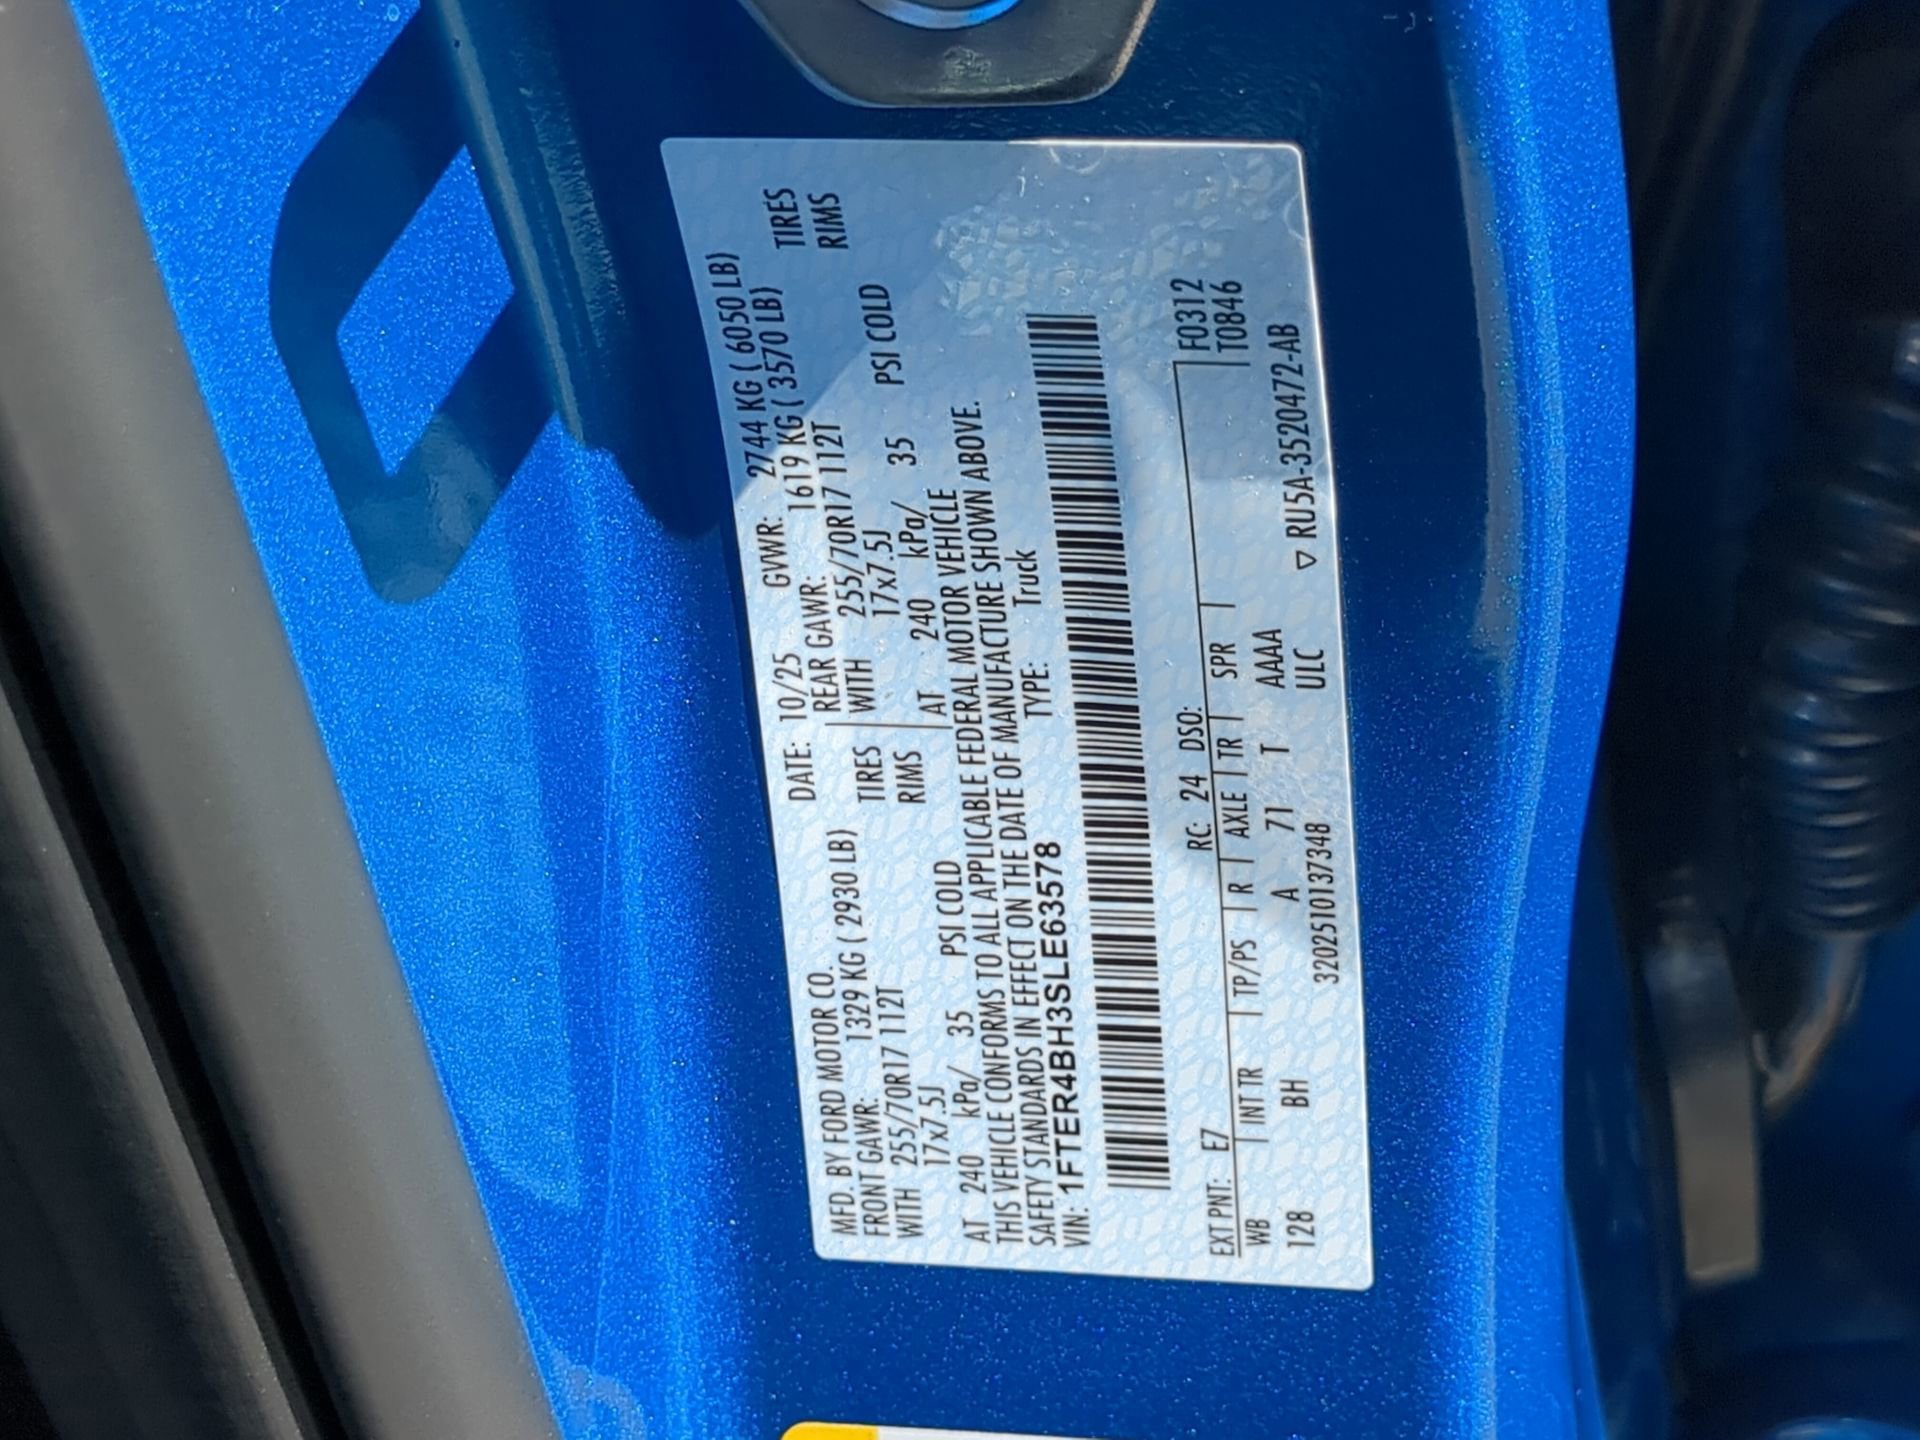 MFD. BY FORD MOTOR CO. DATE: 10/25 GVWR: 2744 KG ( 6050 LB)
FRONT GAWR: 1329 KG ( 2930 LB) REAR GAWR: 1619 KG ( 3570 LB)
WITH 255/70R17 112T TIRES WITH 255/70R17 112T TIRES
17x7.5J RIMS 17x7.5J RIMS
AT 240 kPa/ 35 PSI COLD AT 240 kPa/ 35 PSI COLD
THIS VEHICLE CONFORMS TO ALL APPLICABLE FEDERAL MOTOR VEHICLE
SAFETY STANDARDS IN EFFECT ON THE DATE OF MANUFACTURE SHOWN ABOVE.
VIN: 1FTER4BH3SLE63578 TYPE: Truck
EXT PNT: E7 RC: 24 DSO: F0312
WB INT TR TP/PS R AXLE TR SPR T0846
128 BH A 71 T AAAA
320251013​7348 ULC ▽ RU5A-3520472-AB